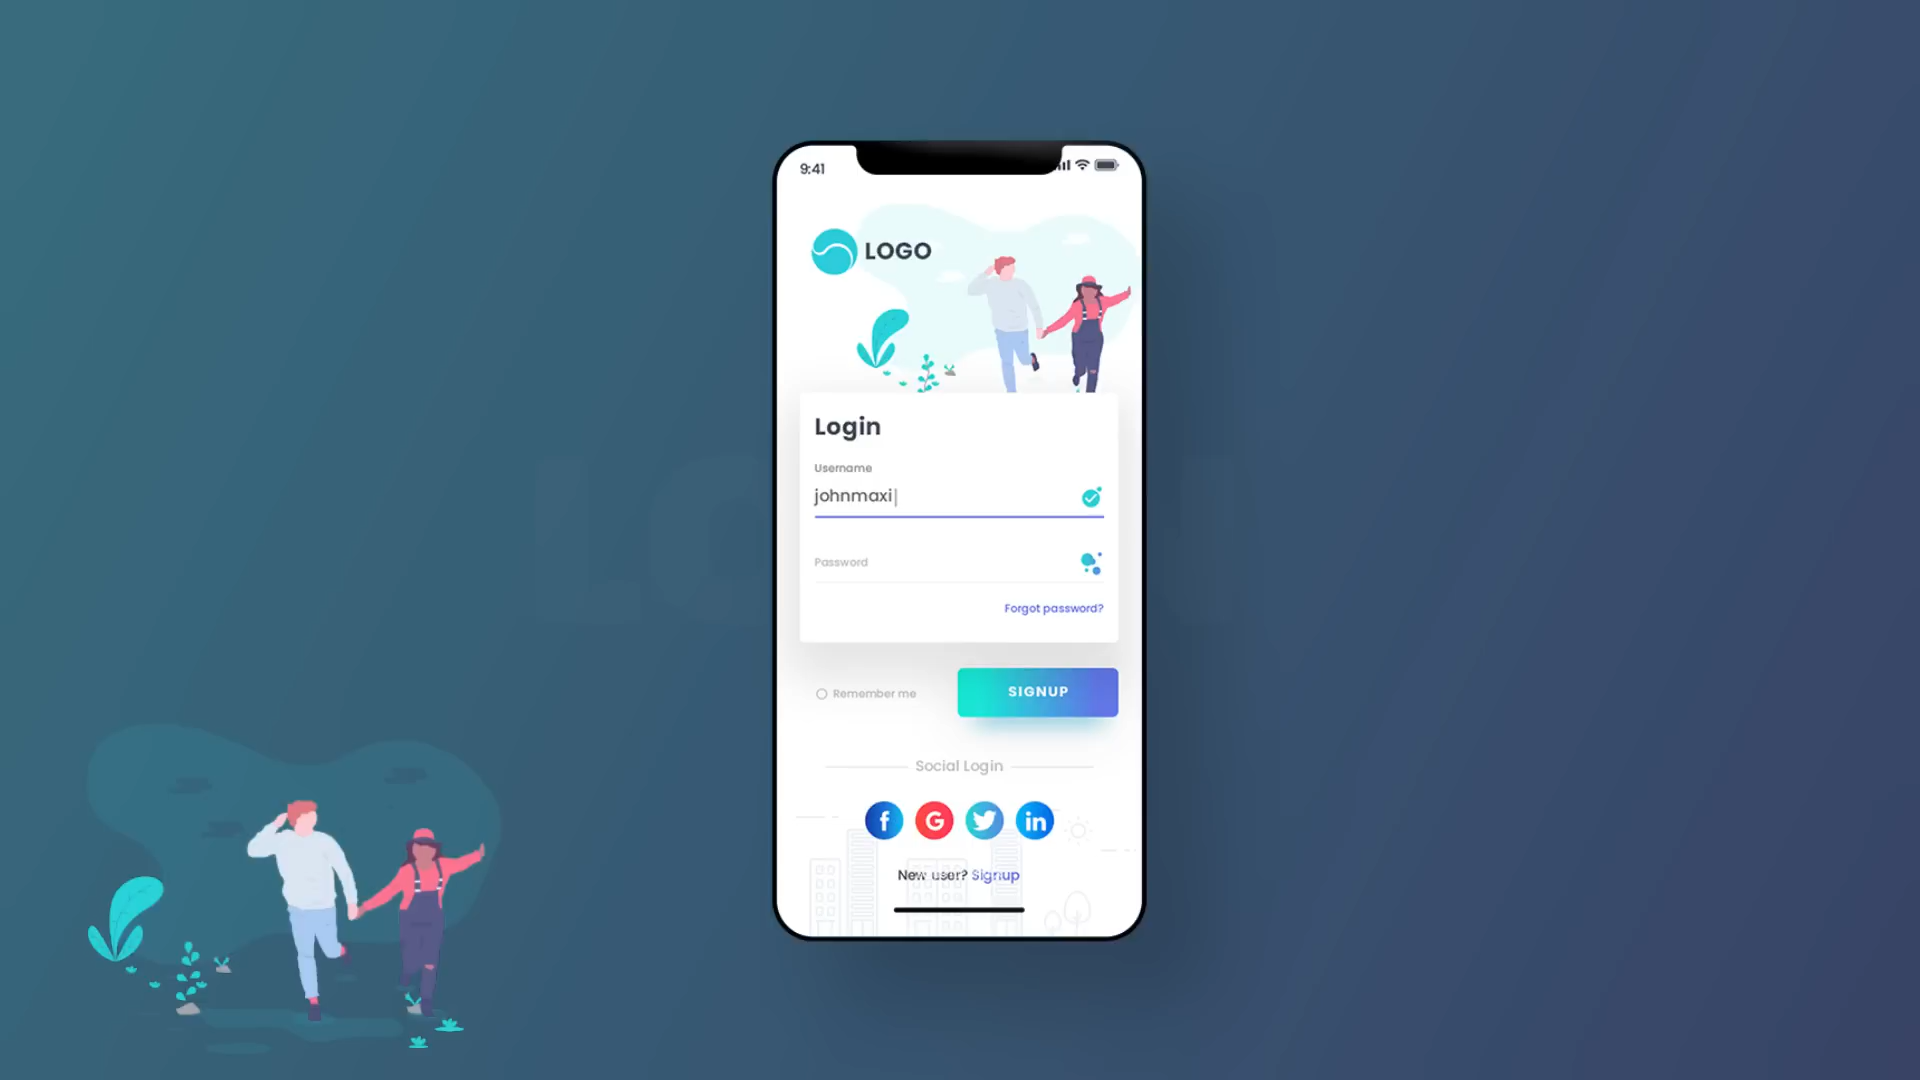 9:41
LOGO
Login
Username
johnmaxi
Password
Forgot password?
Remember me
SIGNUP
Social Login
f G in
New user? Signup